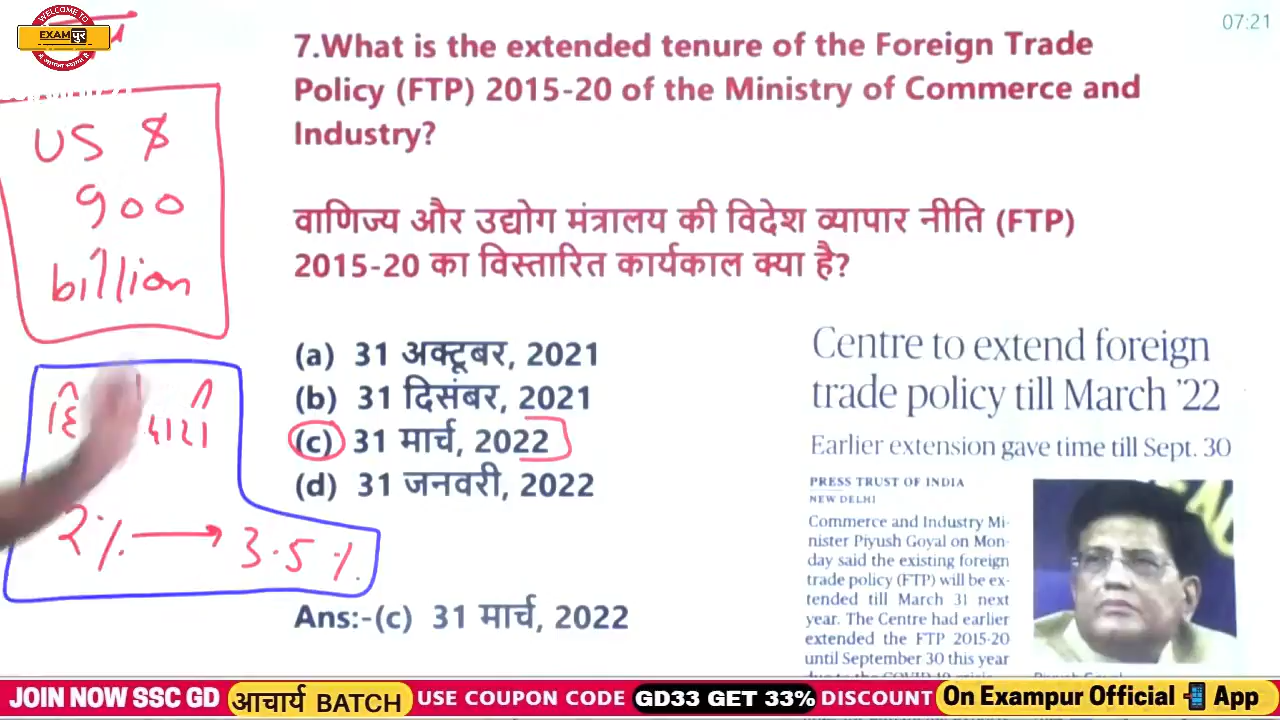 WELCOME TO
EXAM पुर
07:21
7.What is the extended tenure of the Foreign Trade
Policy (FTP) 2015-20 of the Ministry of Commerce and
Industry?
वाणिज्य और उद्योग मंत्रालय की विदेश व्यापार नीति (FTP)
2015-20 का विस्तारित कार्यकाल क्या है?
(a) 31 अक्टूबर, 2021
(b) 31 दिसंबर, 2021
(c) 31 मार्च, 2022
(d) 31 जनवरी, 2022
Ans:-(c) 31 मार्च, 2022
US $
900
billion
2% → 3.5%
Centre to extend foreign
trade policy till March '22
Earlier extension gave time till Sept. 30
PRESS TRUST OF INDIA
NEW DELHI
Commerce and Industry Mi-
nister Piyush Goyal on Mon-
day said the existing foreign
trade policy (FTP) will be ex-
tended till March 31 next
year. The Centre had earlier
extended the FTP 2015-20
until September 30 this year
JOIN NOW SSC GD आचार्य BATCH USE COUPON CODE GD33 GET 33% DISCOUNT On Exampur Official App